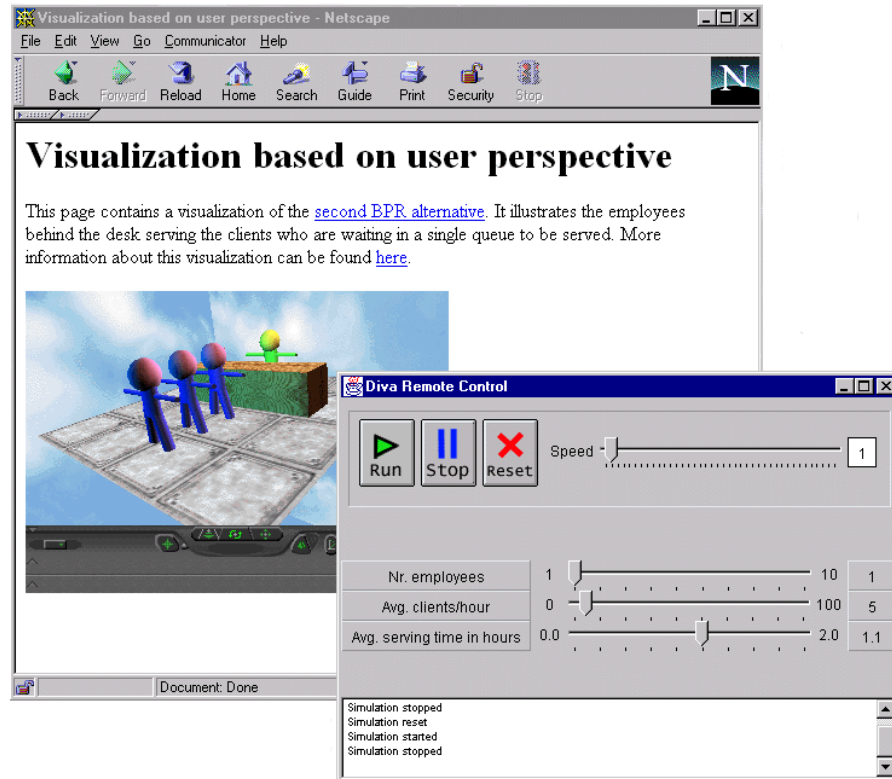 Visualization based on user perspective - Netscape
File Edit View Go Communicator Help
Back Forward Reload Home Search Guide Print Security Stop
N
Visualization based on user perspective
This page contains a visualization of the second BPR alternative. It illustrates the employees
behind the desk serving the clients who are waiting in a single queue to be served. More
information about this visualization can be found here.
Document: Done
Diva Remote Control
Run Stop Reset Speed 1
Nr. employees 1 10 1
Avg. clients/hour 0 100 5
Avg. serving time in hours 0.0 2.0 1.1
Simulation stopped
Simulation reset
Simulation started
Simulation stopped